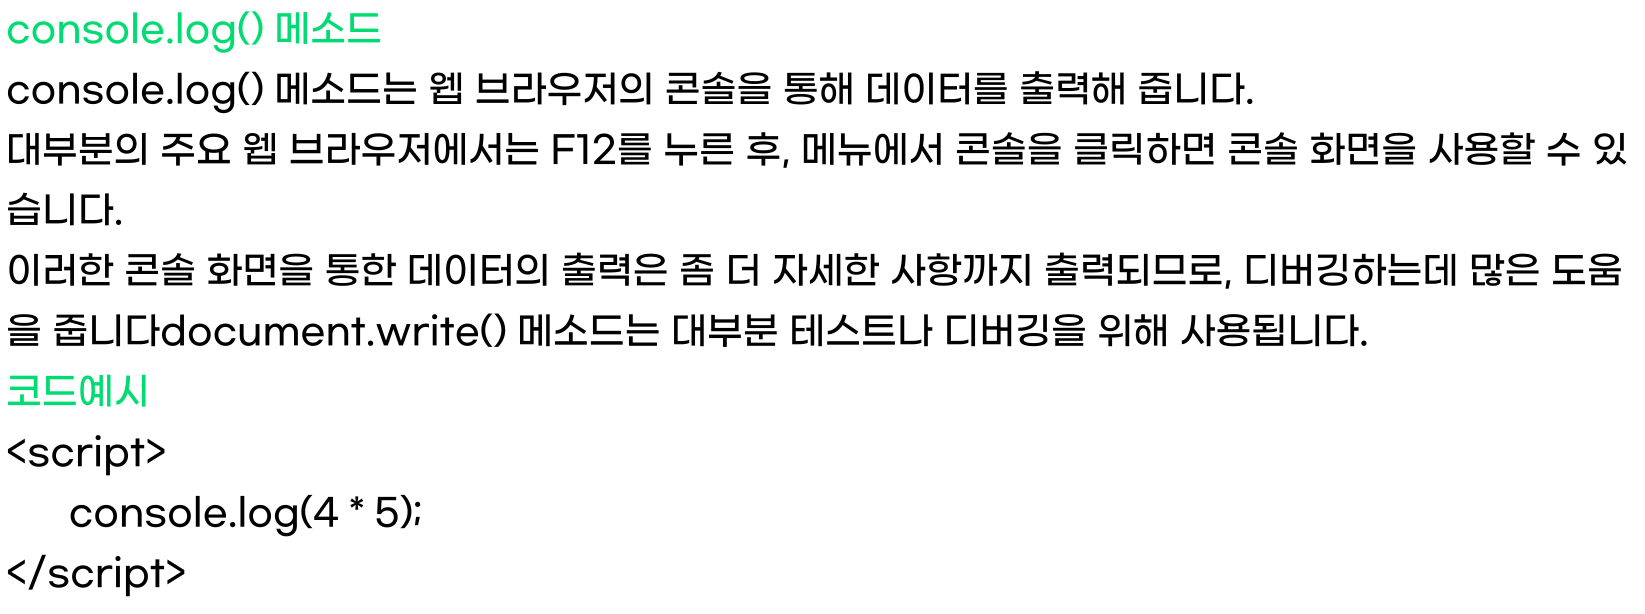 console.log() 메소드
console.log() 메소드는 웹 브라우저의 콘솔을 통해 데이터를 출력해 줍니다.
대부분의 주요 웹 브라우저에서는 F12를 누른 후, 메뉴에서 콘솔을 클릭하면 콘솔 화면을 사용할 수 있
습니다.
이러한 콘솔 화면을 통한 데이터의 출력은 좀 더 자세한 사항까지 출력되므로, 디버깅하는데 많은 도움
을 줍니다document.write() 메소드는 대부분 테스트나 디버깅을 위해 사용됩니다.
코드예시
<script>
console.log(4 * 5);
</script>